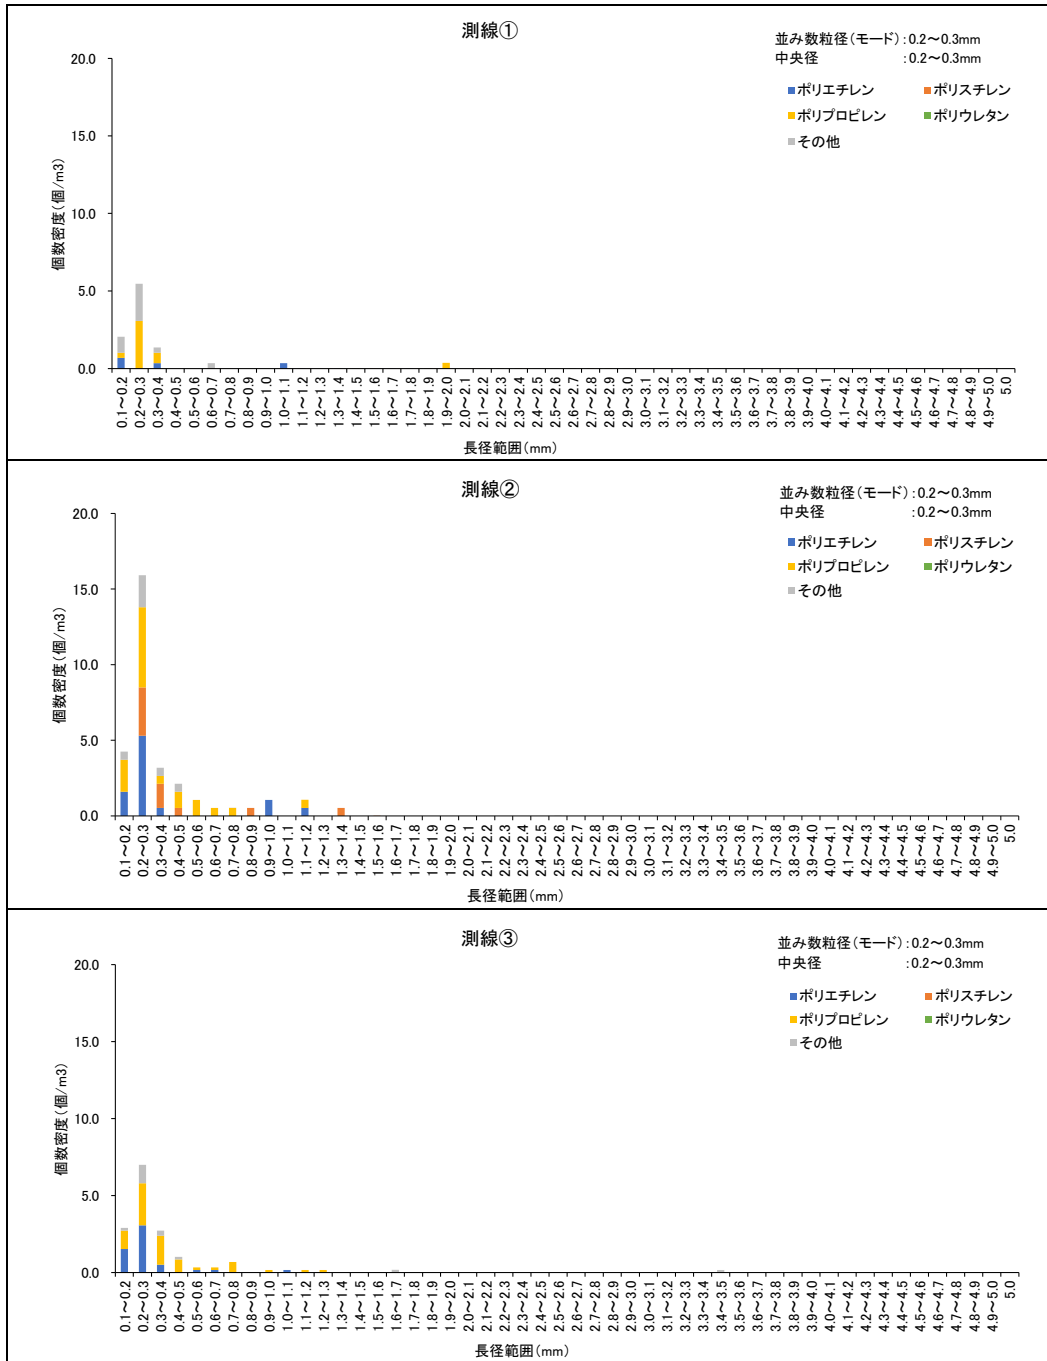 測線①
並み数粒径(モード):0.2～0.3mm
中央径 :0.2～0.3mm
ポリエチレン ポリスチレン
ポリプロピレン ポリウレタン
その他
個数密度(個/m3)
20.0
15.0
10.0
5.0
0.0
0.1～0.2 0.2～0.3 0.3～0.4 0.4～0.5 0.5～0.6 0.6～0.7 0.7～0.8 0.8～0.9 0.9～1.0 1.0～1.1 1.1～1.2 1.2～1.3 1.3～1.4 1.4～1.5 1.5～1.6 1.6～1.7 1.7～1.8 1.8～1.9 1.9～2.0 2.0～2.1 2.1～2.2 2.2～2.3 2.3～2.4 2.4～2.5 2.5～2.6 2.6～2.7 2.7～2.8 2.8～2.9 2.9～3.0 3.0～3.1 3.1～3.2 3.2～3.3 3.3～3.4 3.4～3.5 3.5～3.6 3.6～3.7 3.7～3.8 3.8～3.9 3.9～4.0 4.0～4.1 4.1～4.2 4.2～4.3 4.3～4.4 4.4～4.5 4.5～4.6 4.6～4.7 4.7～4.8 4.8～4.9 4.9～5.0 5.0
長径範囲(mm)
測線②
並み数粒径(モード):0.2～0.3mm
中央径 :0.2～0.3mm
ポリエチレン ポリスチレン
ポリプロピレン ポリウレタン
その他
個数密度(個/m3)
20.0
15.0
10.0
5.0
0.0
0.1～0.2 0.2～0.3 0.3～0.4 0.4～0.5 0.5～0.6 0.6～0.7 0.7～0.8 0.8～0.9 0.9～1.0 1.0～1.1 1.1～1.2 1.2～1.3 1.3～1.4 1.4～1.5 1.5～1.6 1.6～1.7 1.7～1.8 1.8～1.9 1.9～2.0 2.0～2.1 2.1～2.2 2.2～2.3 2.3～2.4 2.4～2.5 2.5～2.6 2.6～2.7 2.7～2.8 2.8～2.9 2.9～3.0 3.0～3.1 3.1～3.2 3.2～3.3 3.3～3.4 3.4～3.5 3.5～3.6 3.6～3.7 3.7～3.8 3.8～3.9 3.9～4.0 4.0～4.1 4.1～4.2 4.2～4.3 4.3～4.4 4.4～4.5 4.5～4.6 4.6～4.7 4.7～4.8 4.8～4.9 4.9～5.0 5.0
長径範囲(mm)
測線③
並み数粒径(モード):0.2～0.3mm
中央径 :0.2～0.3mm
ポリエチレン ポリスチレン
ポリプロピレン ポリウレタン
その他
個数密度(個/m3)
20.0
15.0
10.0
5.0
0.0
0.1～0.2 0.2～0.3 0.3～0.4 0.4～0.5 0.5～0.6 0.6～0.7 0.7～0.8 0.8～0.9 0.9～1.0 1.0～1.1 1.1～1.2 1.2～1.3 1.3～1.4 1.4～1.5 1.5～1.6 1.6～1.7 1.7～1.8 1.8～1.9 1.9～2.0 2.0～2.1 2.1～2.2 2.2～2.3 2.3～2.4 2.4～2.5 2.5～2.6 2.6～2.7 2.7～2.8 2.8～2.9 2.9～3.0 3.0～3.1 3.1～3.2 3.2～3.3 3.3～3.4 3.4～3.5 3.5～3.6 3.6～3.7 3.7～3.8 3.8～3.9 3.9～4.0 4.0～4.1 4.1～4.2 4.2～4.3 4.3～4.4 4.4～4.5 4.5～4.6 4.6～4.7 4.7～4.8 4.8～4.9 4.9～5.0 5.0
長径範囲(mm)